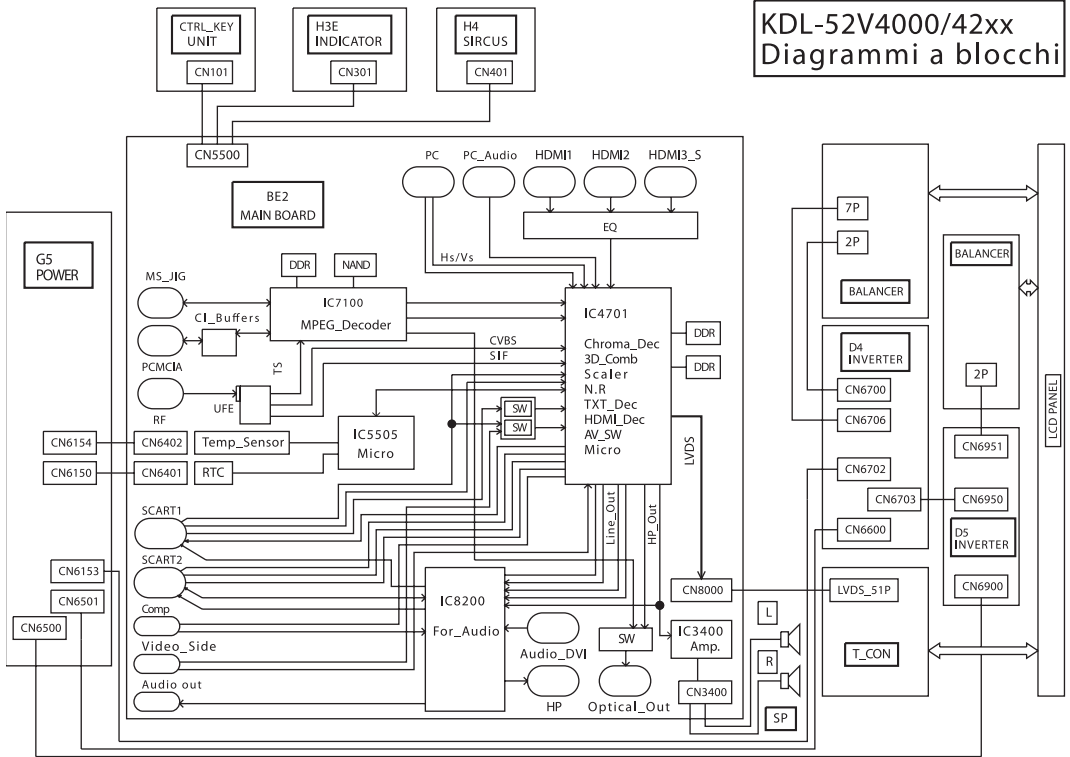 KDL-52V4000/42xx
Diagrammi a blocchi
CTRL_KEY
UNIT
CN101
H3E
INDICATOR
CN301
H4
SIRCUS
CN401
CN5500
BE2
MAIN BOARD
PC
PC_Audio
HDMI1
HDMI2
HDMI3_S
EQ
Hs/Vs
G5
POWER
MS_JIG
DDR
NAND
IC7100
MPEG_Decoder
CI_Buffers
PCMCIA
TS
RF
UFE
CVBS
SIF
IC4701
Chroma_Dec
3D_Comb
Scaler
N.R
TXT_Dec
HDMI_Dec
AV_SW
Micro
DDR
DDR
SW
SW
IC5505
Micro
Temp_Sensor
RTC
CN6154
CN6402
CN6150
CN6401
SCART1
SCART2
Comp
Video_Side
Audio out
CN6153
CN6501
CN6500
LVDS
Line_Out
HP_Out
IC8200
For_Audio
Audio_DVI
HP
SW
Optical_Out
CN8000
IC3400
Amp.
CN3400
L
R
SP
7P
2P
BALANCER
D4
INVERTER
CN6700
CN6706
CN6702
CN6703
CN6600
LVDS_51P
T_CON
BALANCER
2P
CN6951
CN6950
D5
INVERTER
CN6900
LCD PANEL